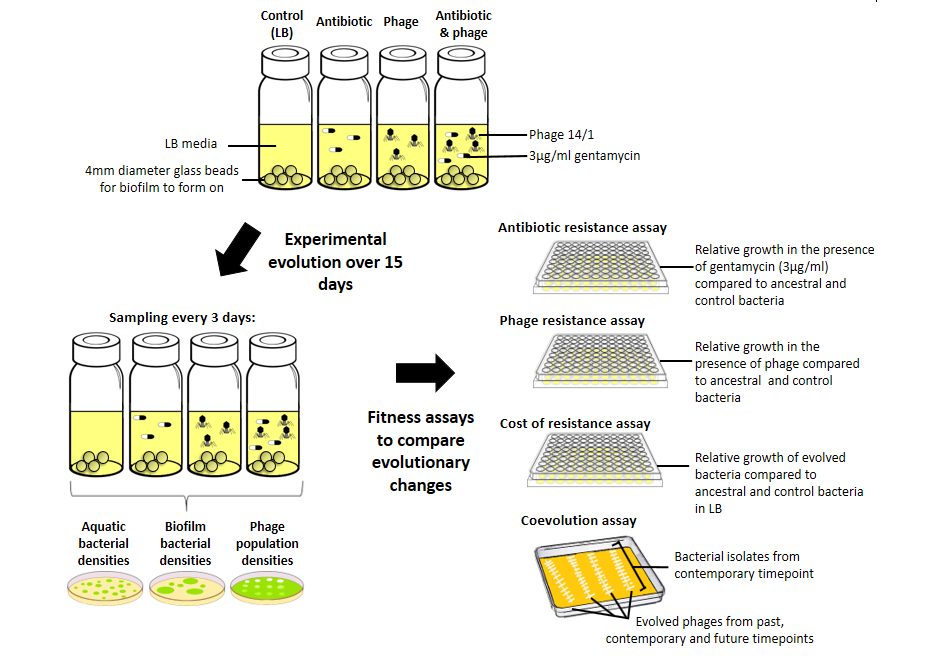 Control
(LB)
Antibiotic
Phage
Antibiotic
& phage
LB media
4mm diameter glass beads
for biofilm to form on
Phage 14/1
3µg/ml gentamycin
Experimental
evolution over 15
days
Sampling every 3 days:
Aquatic
bacterial
densities
Biofilm
bacterial
densities
Phage
population
densities
Fitness assays
to compare
evolutionary
changes
Antibiotic resistance assay
Relative growth in the presence
of gentamycin (3µg/ml)
compared to ancestral and
control bacteria
Phage resistance assay
Relative growth in the
presence of phage compared
to ancestral and control
bacteria
Cost of resistance assay
Relative growth of evolved
bacteria compared to
ancestral and control bacteria
in LB
Coevolution assay
Bacterial isolates from
contemporary timepoint
Evolved phages from past,
contemporary and future timepoints